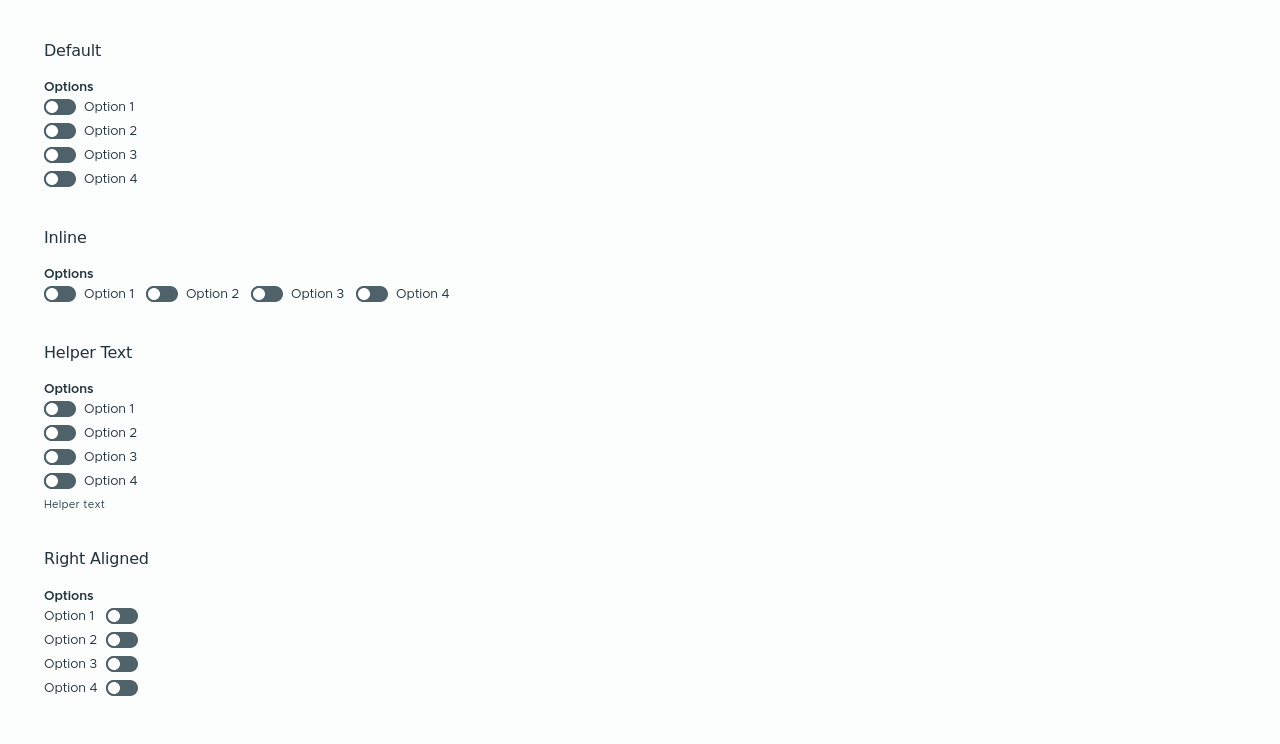 Default
Options
Option 1
Option 2
Option 3
Option 4
Inline
Options
Option 1 Option 2 Option 3 Option 4
Helper Text
Options
Option 1
Option 2
Option 3
Option 4
Helper text
Right Aligned
Options
Option 1
Option 2
Option 3
Option 4